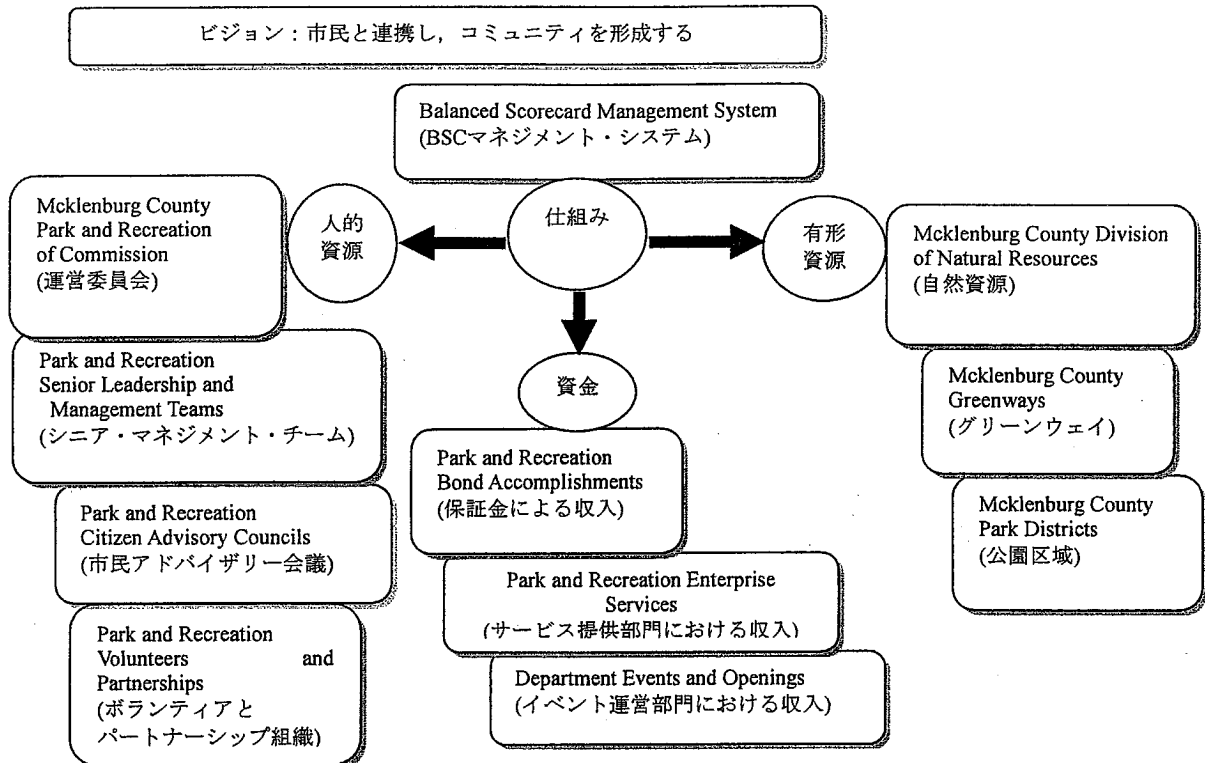 ビジョン：市民と連携し，コミュニティを形成する
Balanced Scorecard Management System
(BSCマネジメント・システム)
仕組み
人的
資源
有形
資源
資金
Mcklenburg County
Park and Recreation
of Commission
(運営委員会)
Park and Recreation
Senior Leadership and
Management Teams
(シニア・マネジメント・チーム)
Park and Recreation
Citizen Advisory Councils
(市民アドバイザリー会議)
Park and Recreation
Volunteers and
Partnerships
(ボランティアと
パートナーシップ組織)
Park and Recreation
Bond Accomplishments
(保証金による収入)
Park and Recreation Enterprise
Services
(サービス提供部門における収入)
Department Events and Openings
(イベント運営部門における収入)
Mcklenburg County Division
of Natural Resources
(自然資源)
Mcklenburg County
Greenways
(グリーンウェイ)
Mcklenburg County
Park Districts
(公園区域)